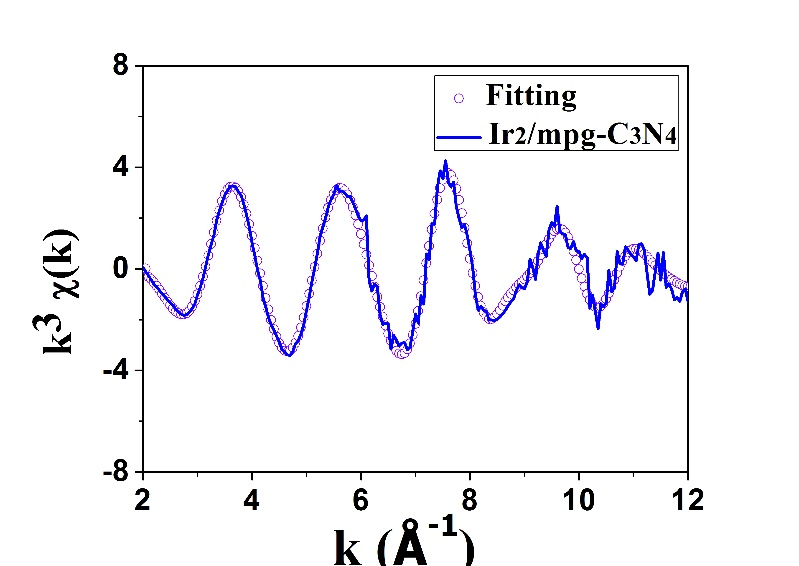 8
4
0
-4
-8
k3 χ(k)
Fitting
Ir2/mpg-C3N4
2 4 6 8 10 12
k (Å-1)